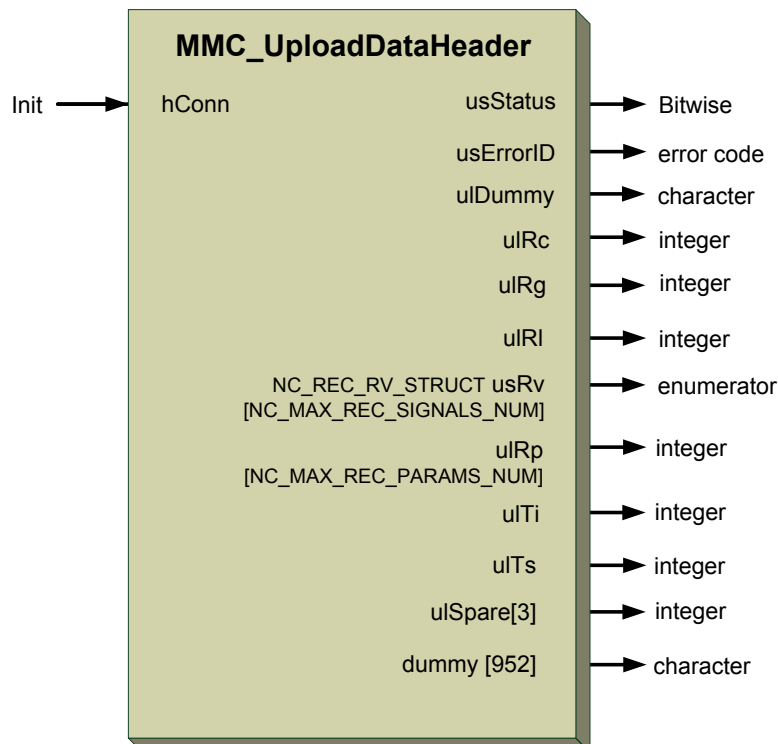 MMC_UploadDataHeader
Init hConn usStatus Bitwise
usErrorID error code
ulDummy character
ulRc integer
ulRg integer
ulRl integer
NC_REC_RV_STRUCT usRv enumerator
[NC_MAX_REC_SIGNALS_NUM]
ulRp integer
[NC_MAX_REC_PARAMS_NUM]
ulTi integer
ulTs integer
ulSpare[3] integer
dummy [952] character